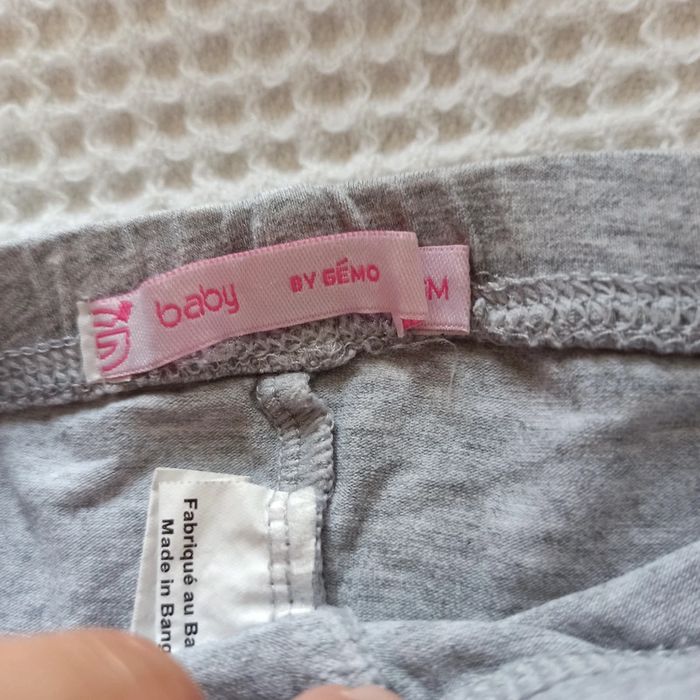 baby BY GÉMO
M
Fabriqué au Ba
Made in Bang